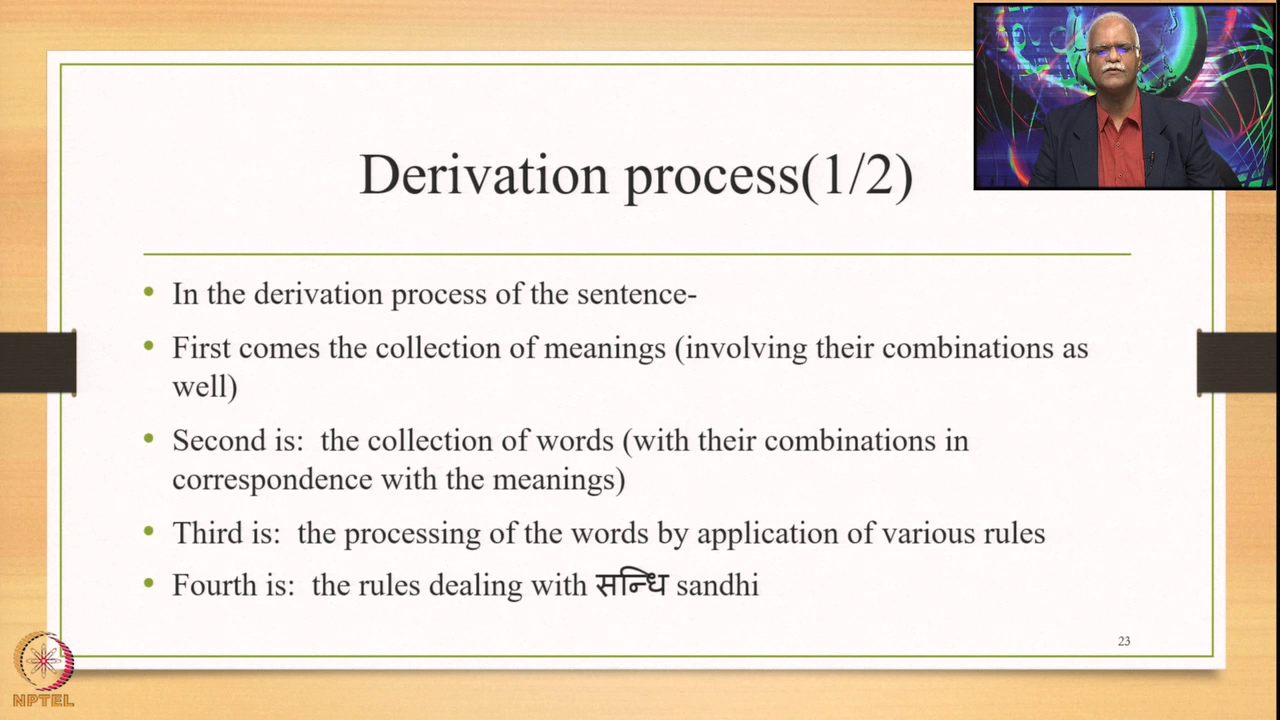 Derivation process(1/2)
• In the derivation process of the sentence-
• First comes the collection of meanings (involving their combinations as
well)
• Second is: the collection of words (with their combinations in
correspondence with the meanings)
• Third is: the processing of the words by application of various rules
• Fourth is: the rules dealing with सन्धि sandhi
23
NPTEL